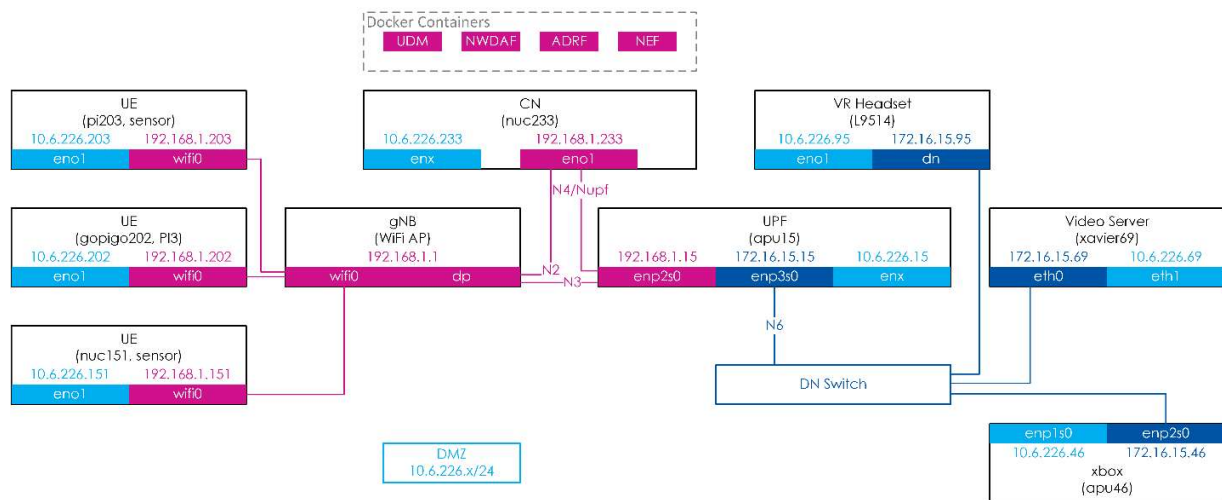 Docker Containers
UDM NWDAF ADRF NEF
UE
(pi203, sensor)
10.6.226.203 192.168.1.203
eno1 wifi0
CN
(nuc233)
10.6.226.233 192.168.1.233
enx eno1
VR Headset
(L9514)
10.6.226.95 172.16.15.95
eno1 dn
N4/Nupf
UE
(gopigo202, PI3)
10.6.226.202 192.168.1.202
eno1 wifi0
gNB
(WiFi AP)
192.168.1.1
wifi0 dp
N2
N3
UPF
(apu15)
192.168.1.15 172.16.15.15 10.6.226.15
enp2s0 enp3s0 enx
Video Server
(xavier69)
172.16.15.69 10.6.226.69
eth0 eth1
N6
UE
(nuc151, sensor)
10.6.226.151 192.168.1.151
eno1 wifi0
DN Switch
DMZ
10.6.226.x/24
enp1s0 enp2s0
10.6.226.46 172.16.15.46
xbox
(apu46)